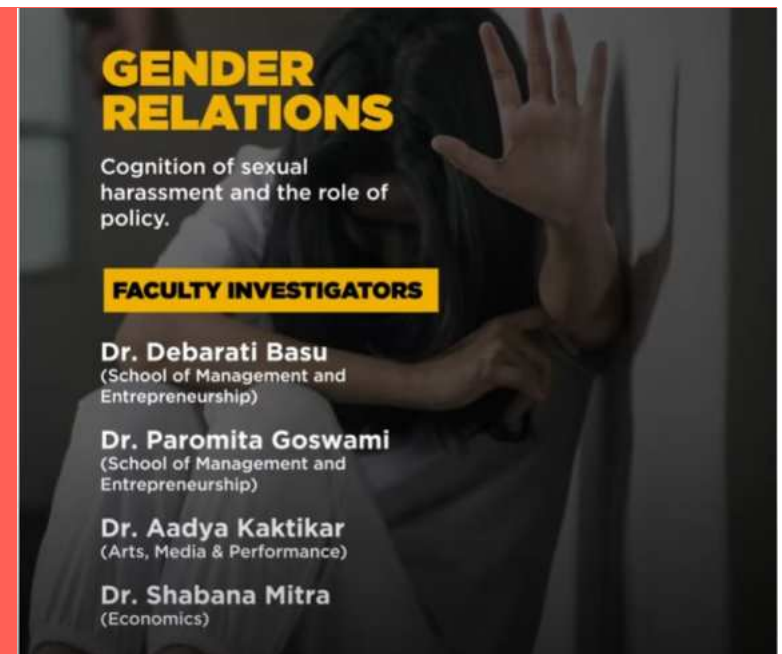 GENDER
RELATIONS
Cognition of sexual
harassment and the role of
policy.
FACULTY INVESTIGATORS
Dr. Debarati Basu
(School of Management and
Entrepreneurship)
Dr. Paromita Goswami
(School of Management and
Entrepreneurship)
Dr. Aadya Kaktikar
(Arts, Media & Performance)
Dr. Shabana Mitra
(Economics)